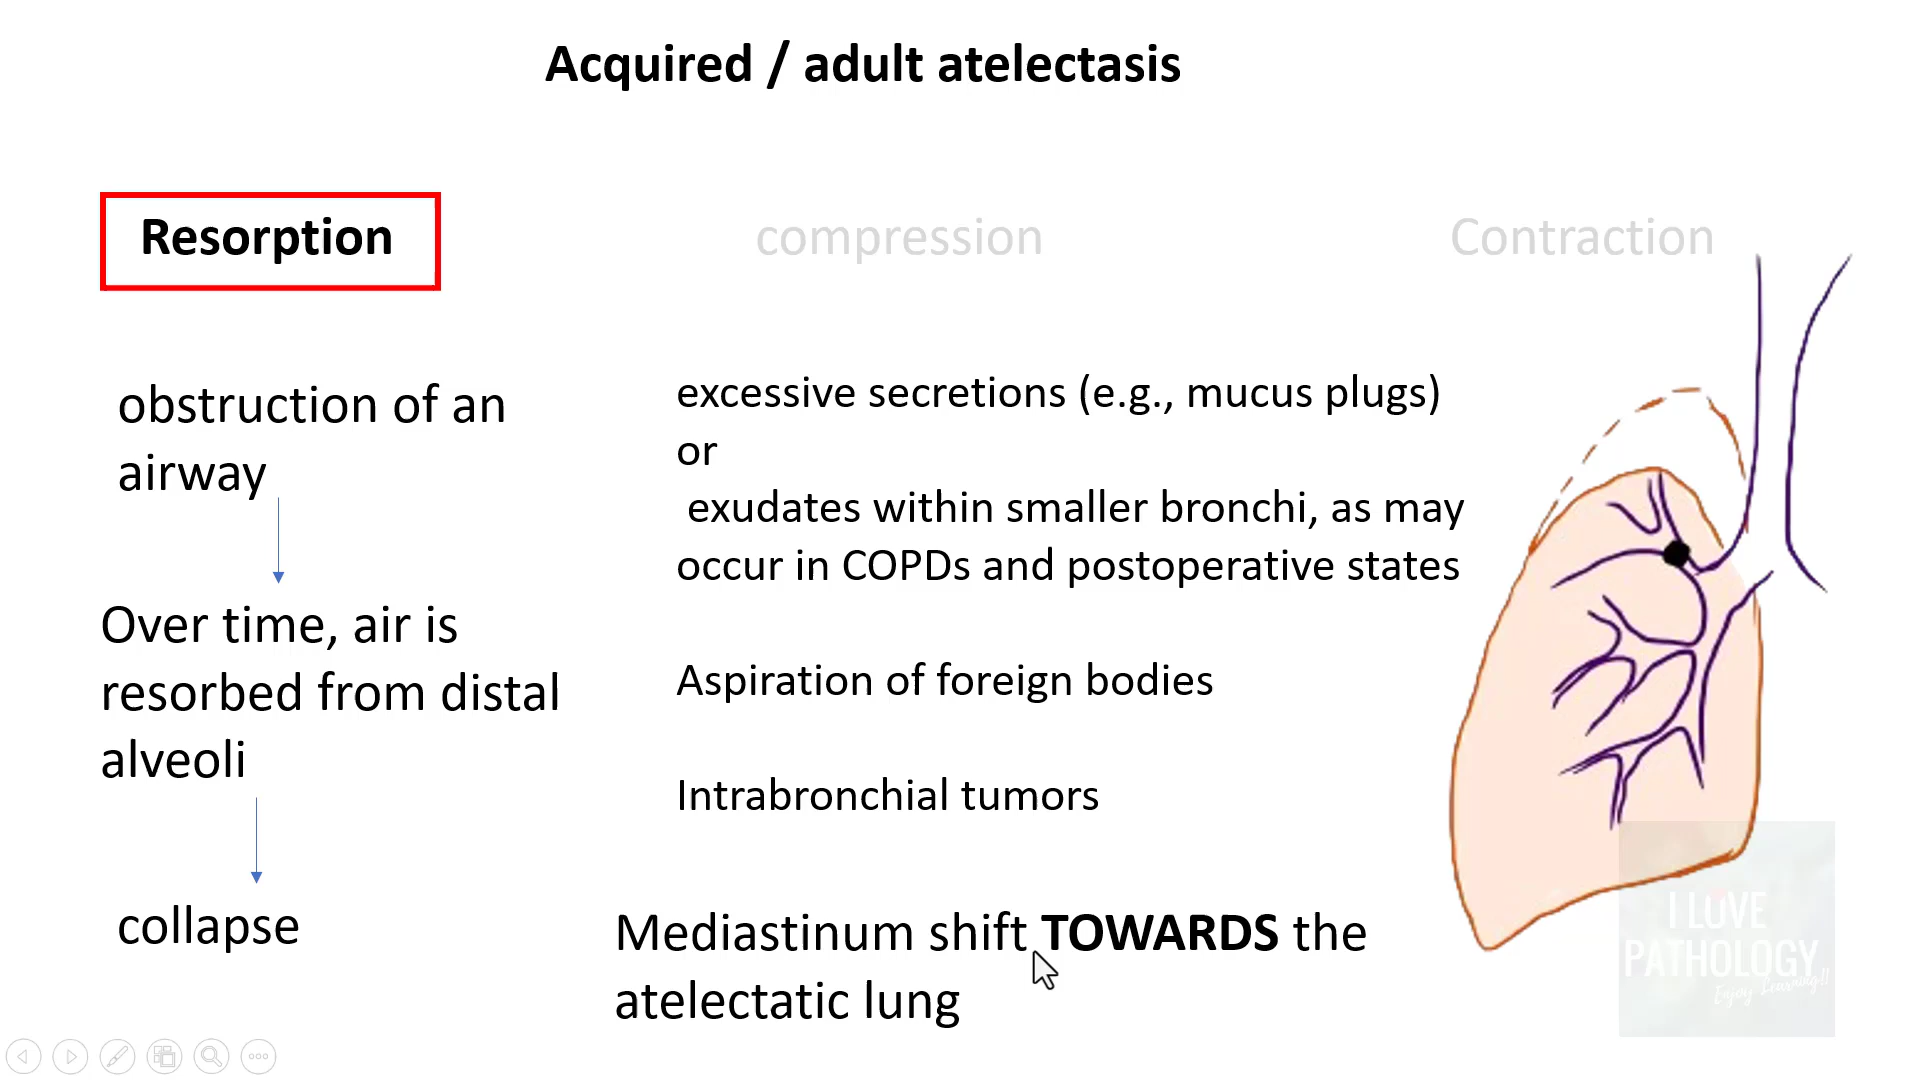 Acquired / adult atelectasis
Resorption
compression
Contraction
obstruction of an
airway
Over time, air is
resorbed from distal
alveoli
collapse
excessive secretions (e.g., mucus plugs)
or
exudates within smaller bronchi, as may
occur in COPDs and postoperative states
Aspiration of foreign bodies
Intrabronchial tumors
Mediastinum shift TOWARDS the
atelectatic lung
I LOVE
PATHOLOGY
Enjoy Learning!!